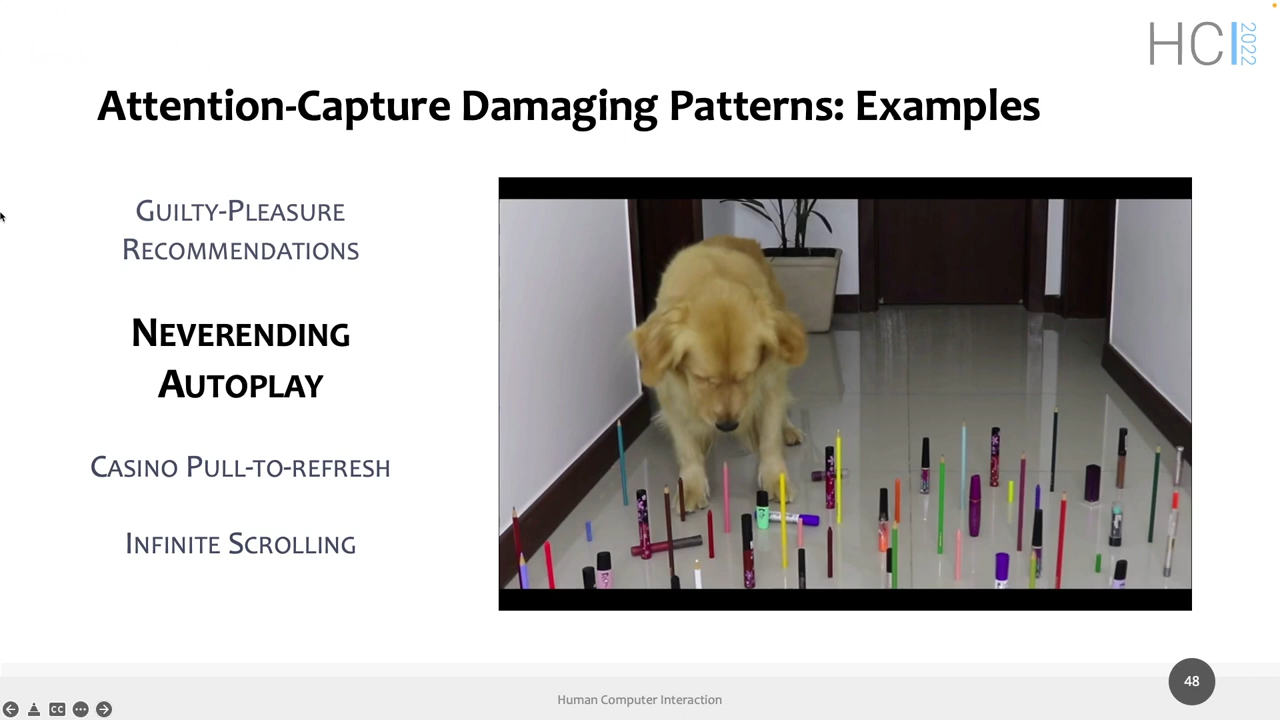 HCI 2022
Attention-Capture Damaging Patterns: Examples
GUILTY-PLEASURE
RECOMMENDATIONS
NEVERENDING
AUTOPLAY
CASINO PULL-TO-REFRESH
INFINITE SCROLLING
48
Human Computer Interaction
CC